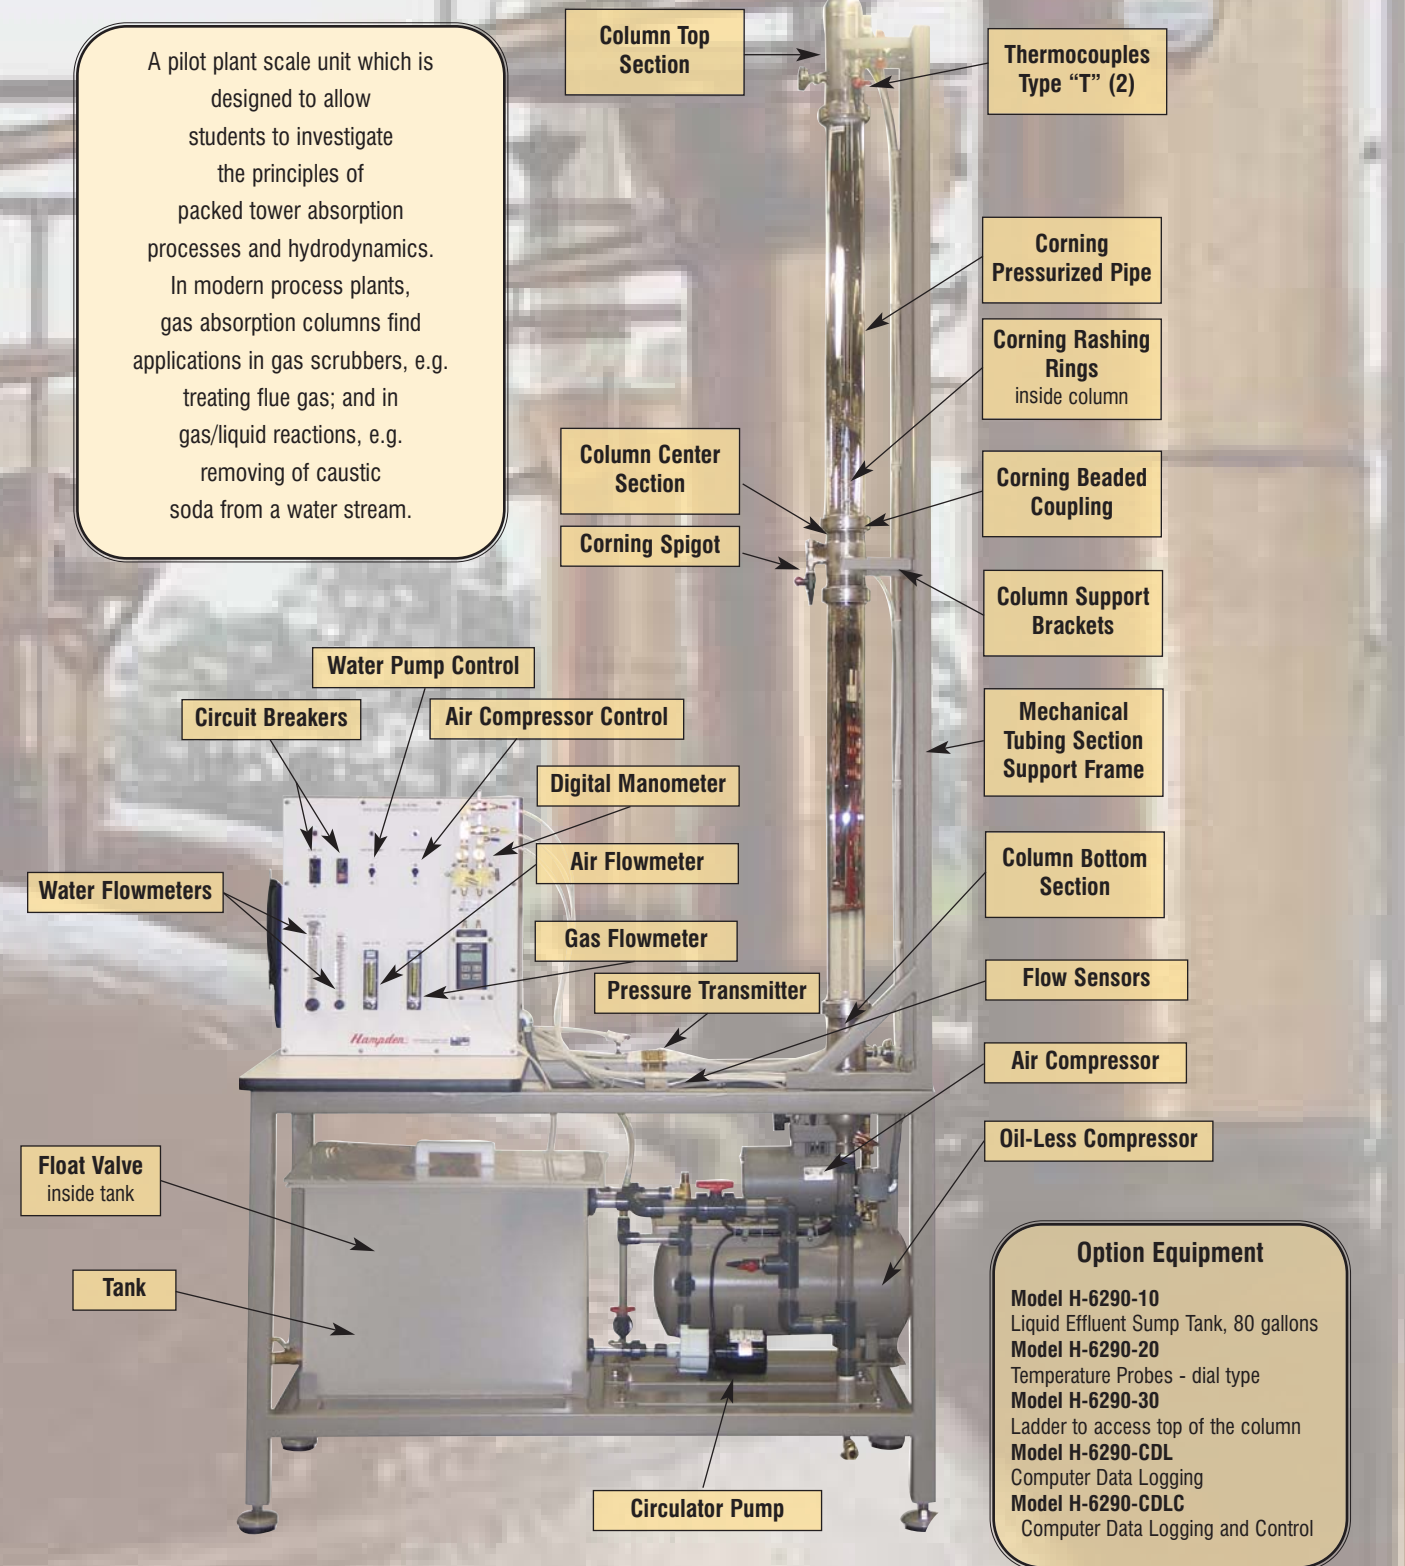 A pilot plant scale unit which is
designed to allow
students to investigate
the principles of
packed tower absorption
processes and hydrodynamics.
In modern process plants,
gas absorption columns find
applications in gas scrubbers, e.g.
treating flue gas; and in
gas/liquid reactions, e.g.
removing of caustic
soda from a water stream.
Column Top
Section
Thermocouples
Type “T” (2)
Corning
Pressurized Pipe
Corning Rashing
Rings
inside column
Column Center
Section
Corning Beaded
Coupling
Corning Spigot
Column Support
Brackets
Water Pump Control
Circuit Breakers
Air Compressor Control
Mechanical
Tubing Section
Support Frame
Digital Manometer
Air Flowmeter
Column Bottom
Section
Water Flowmeters
Gas Flowmeter
Pressure Transmitter
Flow Sensors
Hampden
Air Compressor
Oil-Less Compressor
Float Valve
inside tank
Tank
Circulator Pump
Option Equipment
Model H-6290-10
Liquid Effluent Sump Tank, 80 gallons
Model H-6290-20
Temperature Probes - dial type
Model H-6290-30
Ladder to access top of the column
Model H-6290-CDL
Computer Data Logging
Model H-6290-CDLC
Computer Data Logging and Control